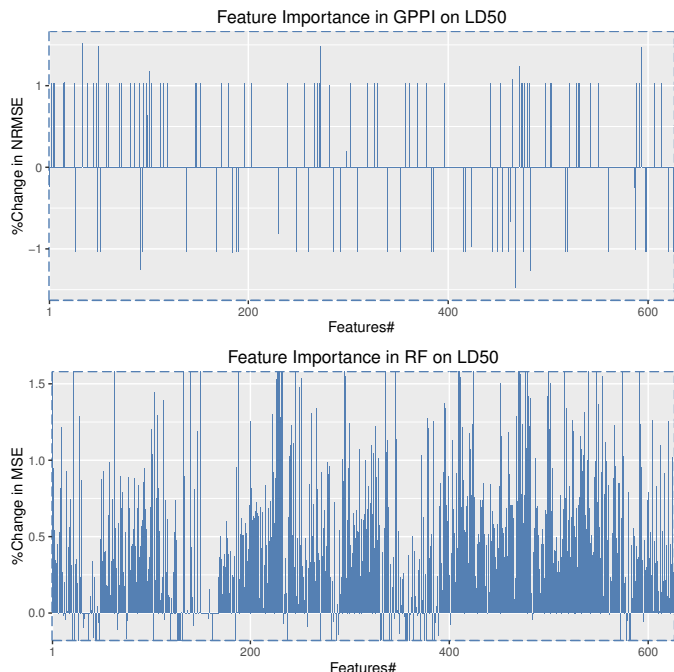 Feature Importance in GPPI on LD50
%Change in NRMSE
1
0
−1
1
200
400
600
Features#
Feature Importance in RF on LD50
%Change in MSE
1.5
1.0
0.5
0.0
1
200
400
600
Features#